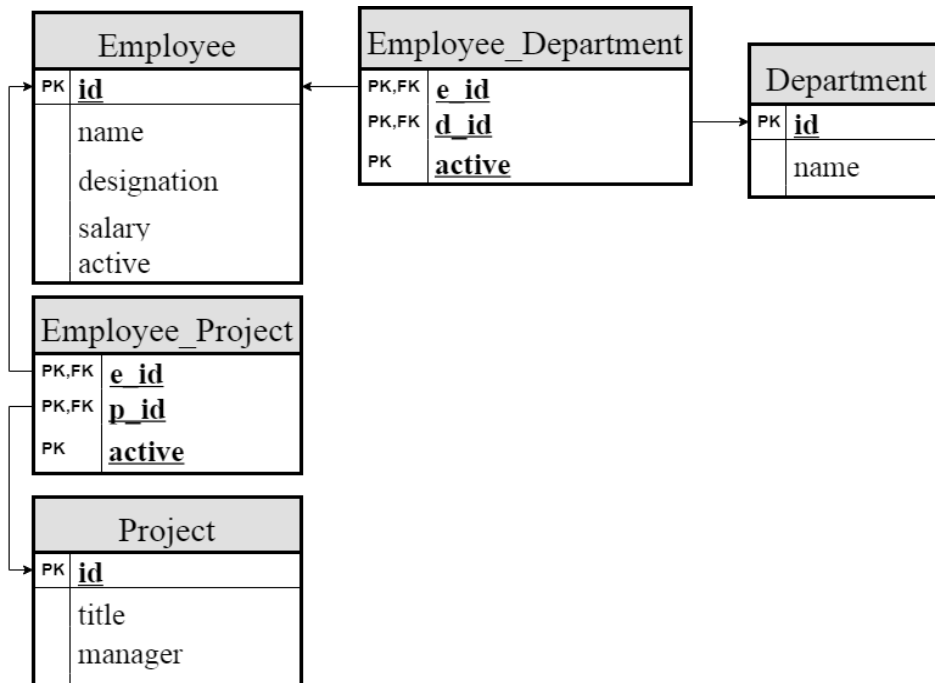 Employee
PK id
name
designation
salary
active
Employee_Department
PK,FK e_id
PK,FK d_id
PK active
Department
PK id
name
Employee_Project
PK,FK e_id
PK,FK p_id
PK active
Project
PK id
title
manager